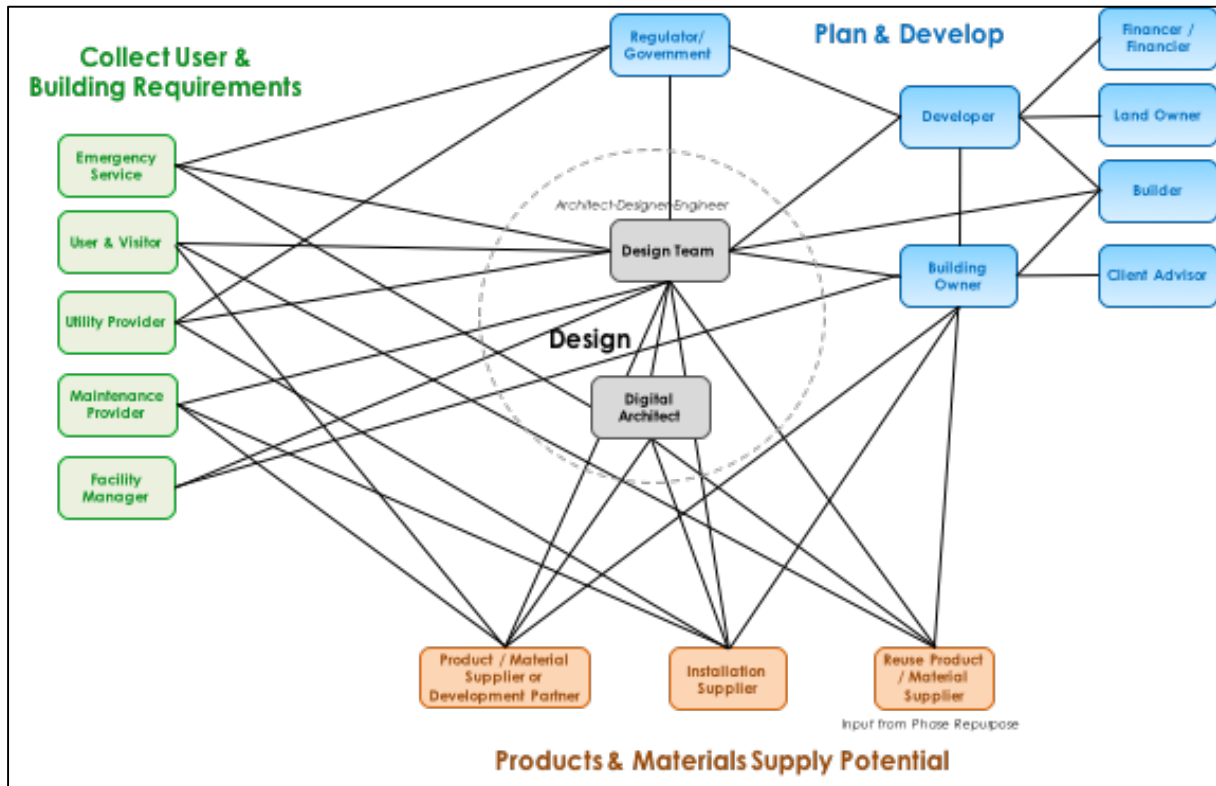 Collect User &
Building Requirements
Regulator/
Government
Plan & Develop
Financer /
Financier
Developer
Land Owner
Builder
Building
Owner
Client Advisor
Emergency
Service
User & Visitor
Utility Provider
Maintenance
Provider
Facility
Manager
Architect-Designer-Engineer
Design Team
Design
Digital
Architect
Product / Material
Supplier or
Development Partner
Installation
Supplier
Reuse Product
/ Material
Supplier
Input from Phase Repurpose
Products & Materials Supply Potential